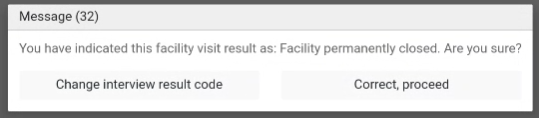 Message (32)
You have indicated this facility visit result as: Facility permanently closed. Are you sure?
Change interview result code
Correct, proceed